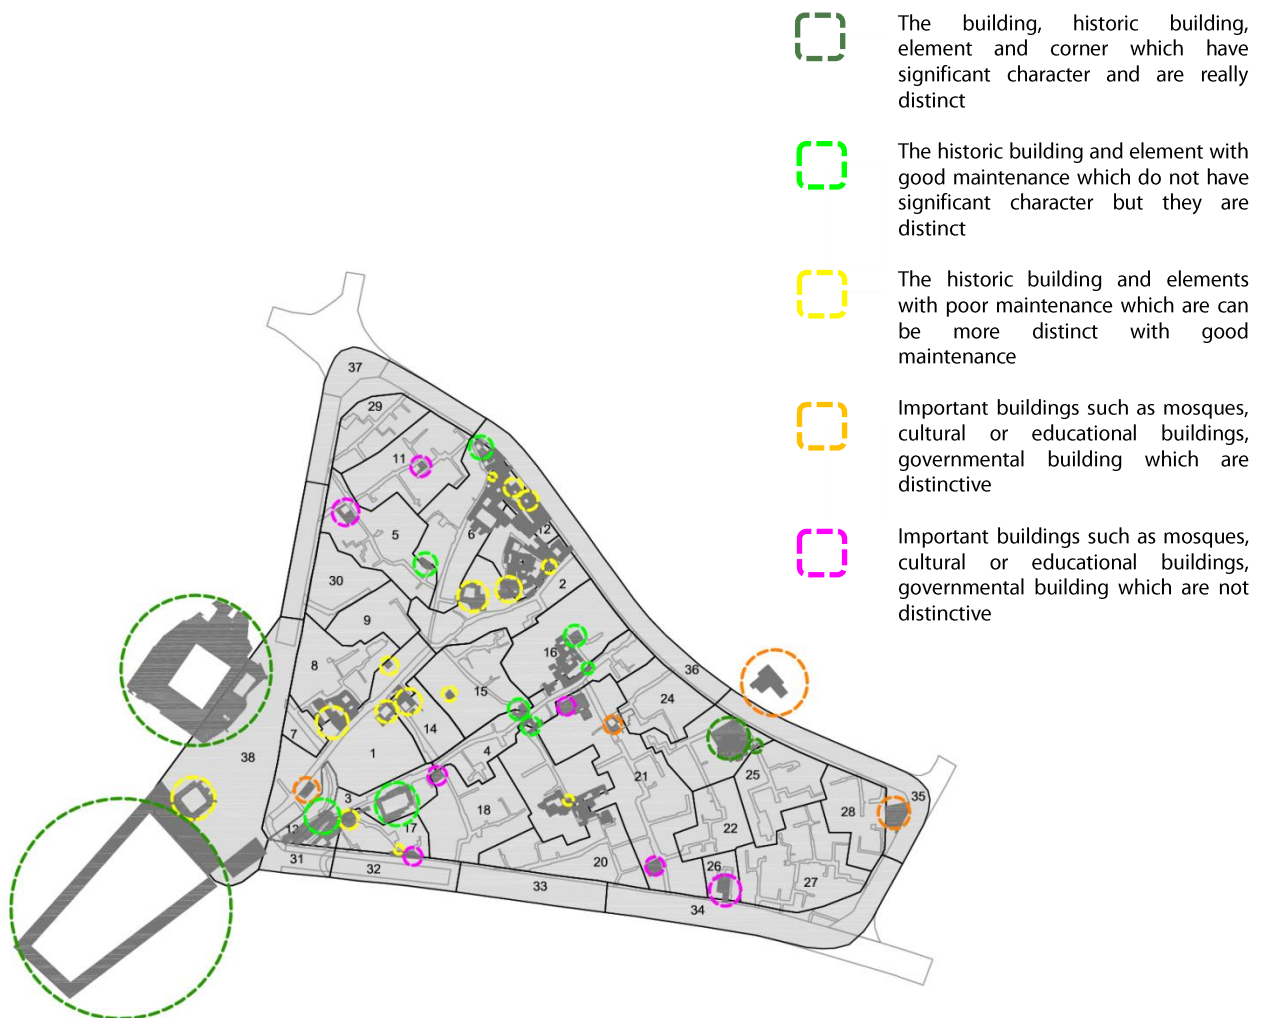 The building, historic building,
element and corner which have
significant character and are really
distinct
The historic building and element with
good maintenance which do not have
significant character but they are
distinct
The historic building and elements
with poor maintenance which are can
be more distinct with good
maintenance
Important buildings such as mosques,
cultural or educational buildings,
governmental building which are
distinctive
Important buildings such as mosques,
cultural or educational buildings,
governmental building which are not
distinctive
37
29
11
5
6
12
30
2
9
16
8
15
36
24
7
14
38
1
4
21
25
3
35
18
28
13
17
22
31
32
20
26
27
33
34